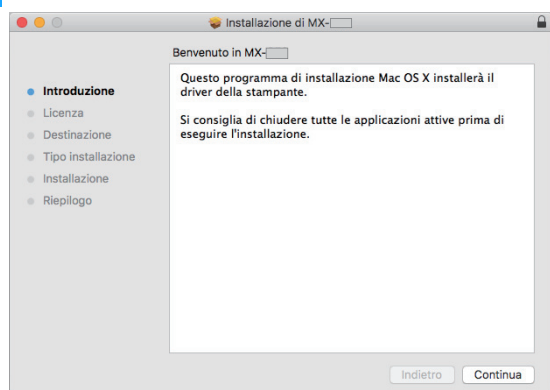 Installazione di MX-
Benvenuto in MX-
Introduzione
Licenza
Destinazione
Tipo installazione
Installazione
Riepilogo
Questo programma di installazione Mac OS X installerà il
driver della stampante.
Si consiglia di chiudere tutte le applicazioni attive prima di
eseguire l'installazione.
Indietro
Continua